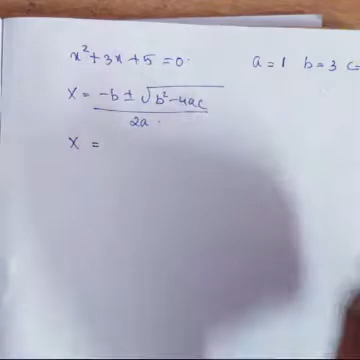 x² + 3x + 5 = 0. a = 1 b = 3 c =
X = -b ± √b² - 4ac / 2a.
X =